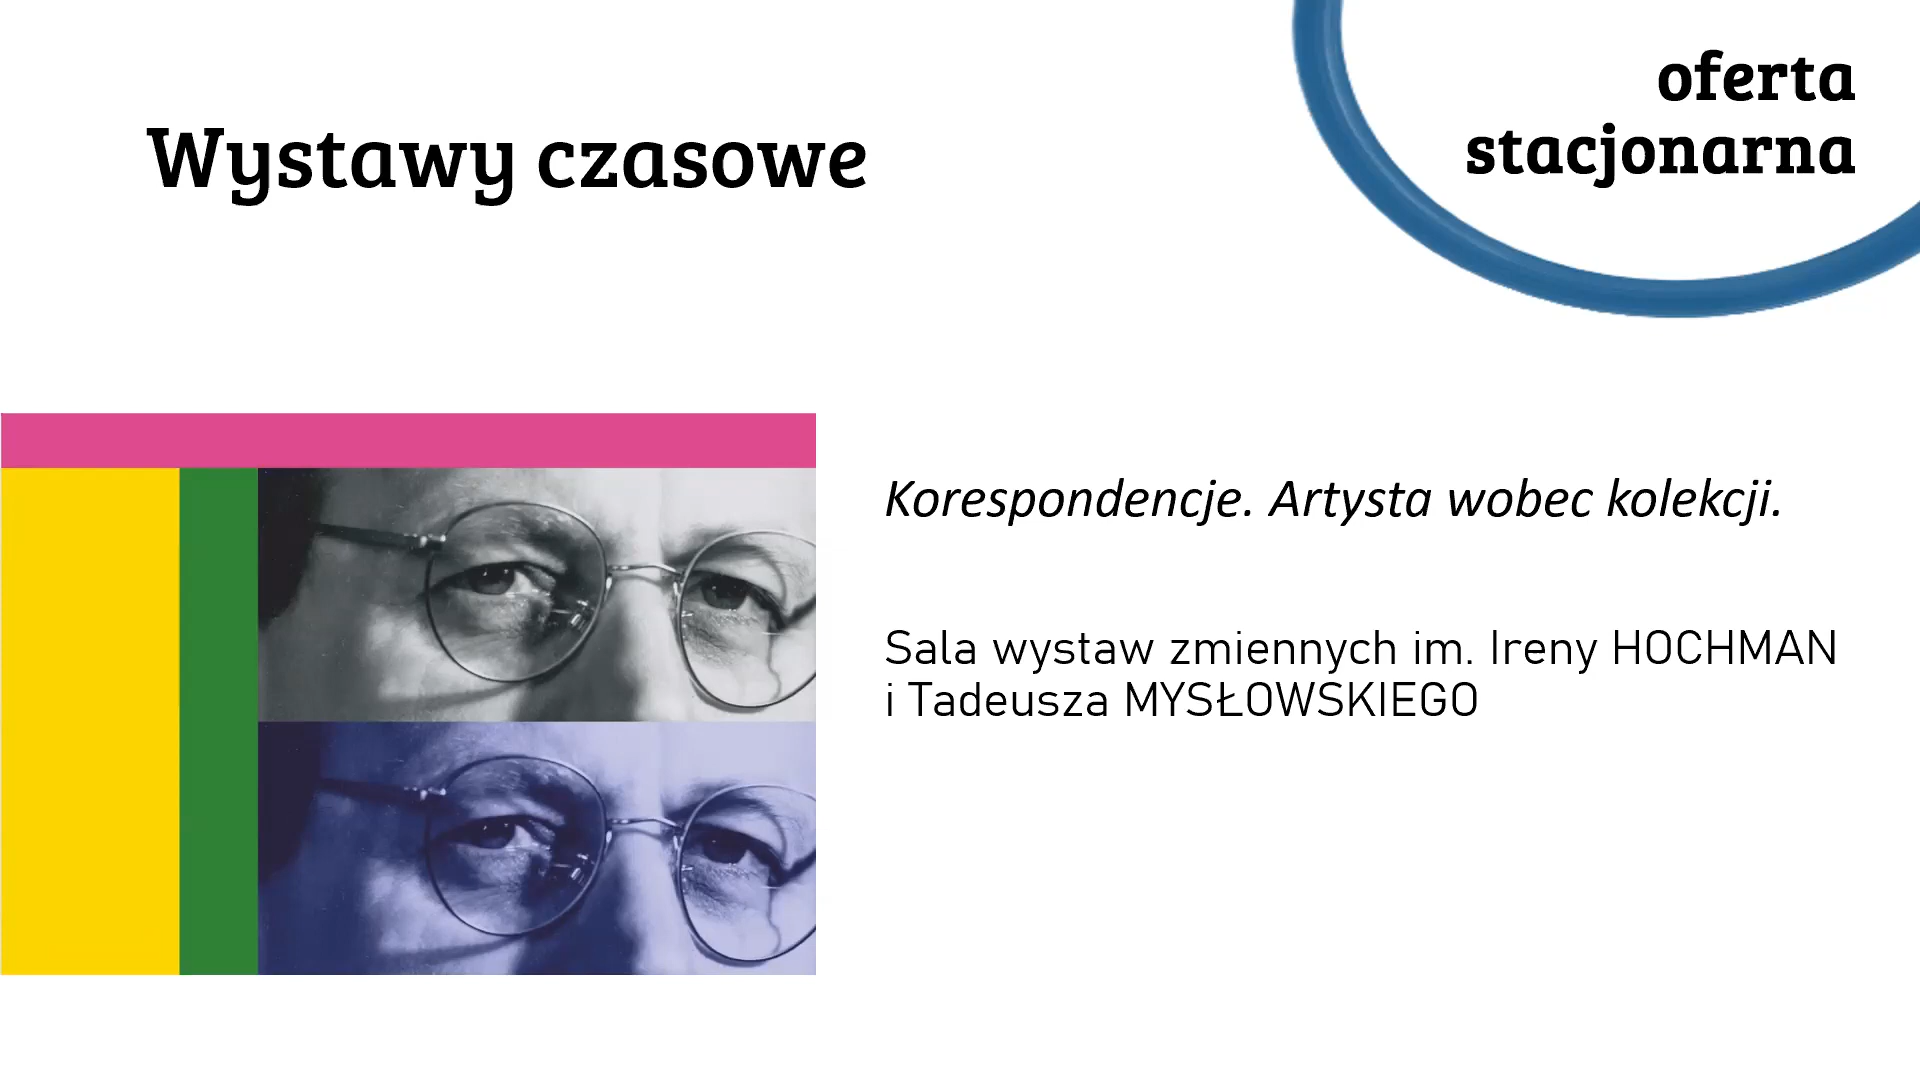 Wystawy czasowe
oferta
stacjonarna
Korespondencje. Artysta wobec kolekcji.
Sala wystaw zmiennych im. Ireny HOCHMAN
i Tadeusza MYSŁOWSKIEGO